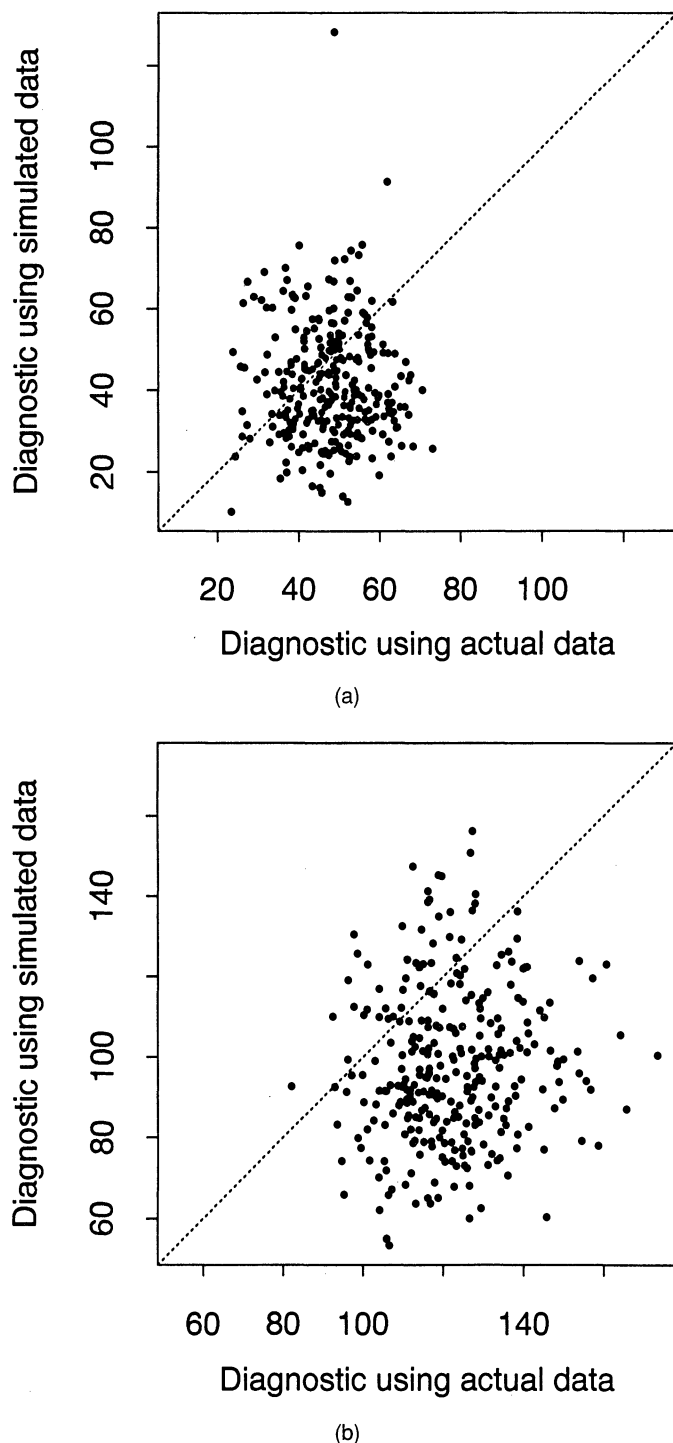 Diagnostic using simulated data
100
80
60
40
20
20 40 60 80 100
Diagnostic using actual data
(a)
Diagnostic using simulated data
140
100
80
60
60 80 100 140
Diagnostic using actual data
(b)